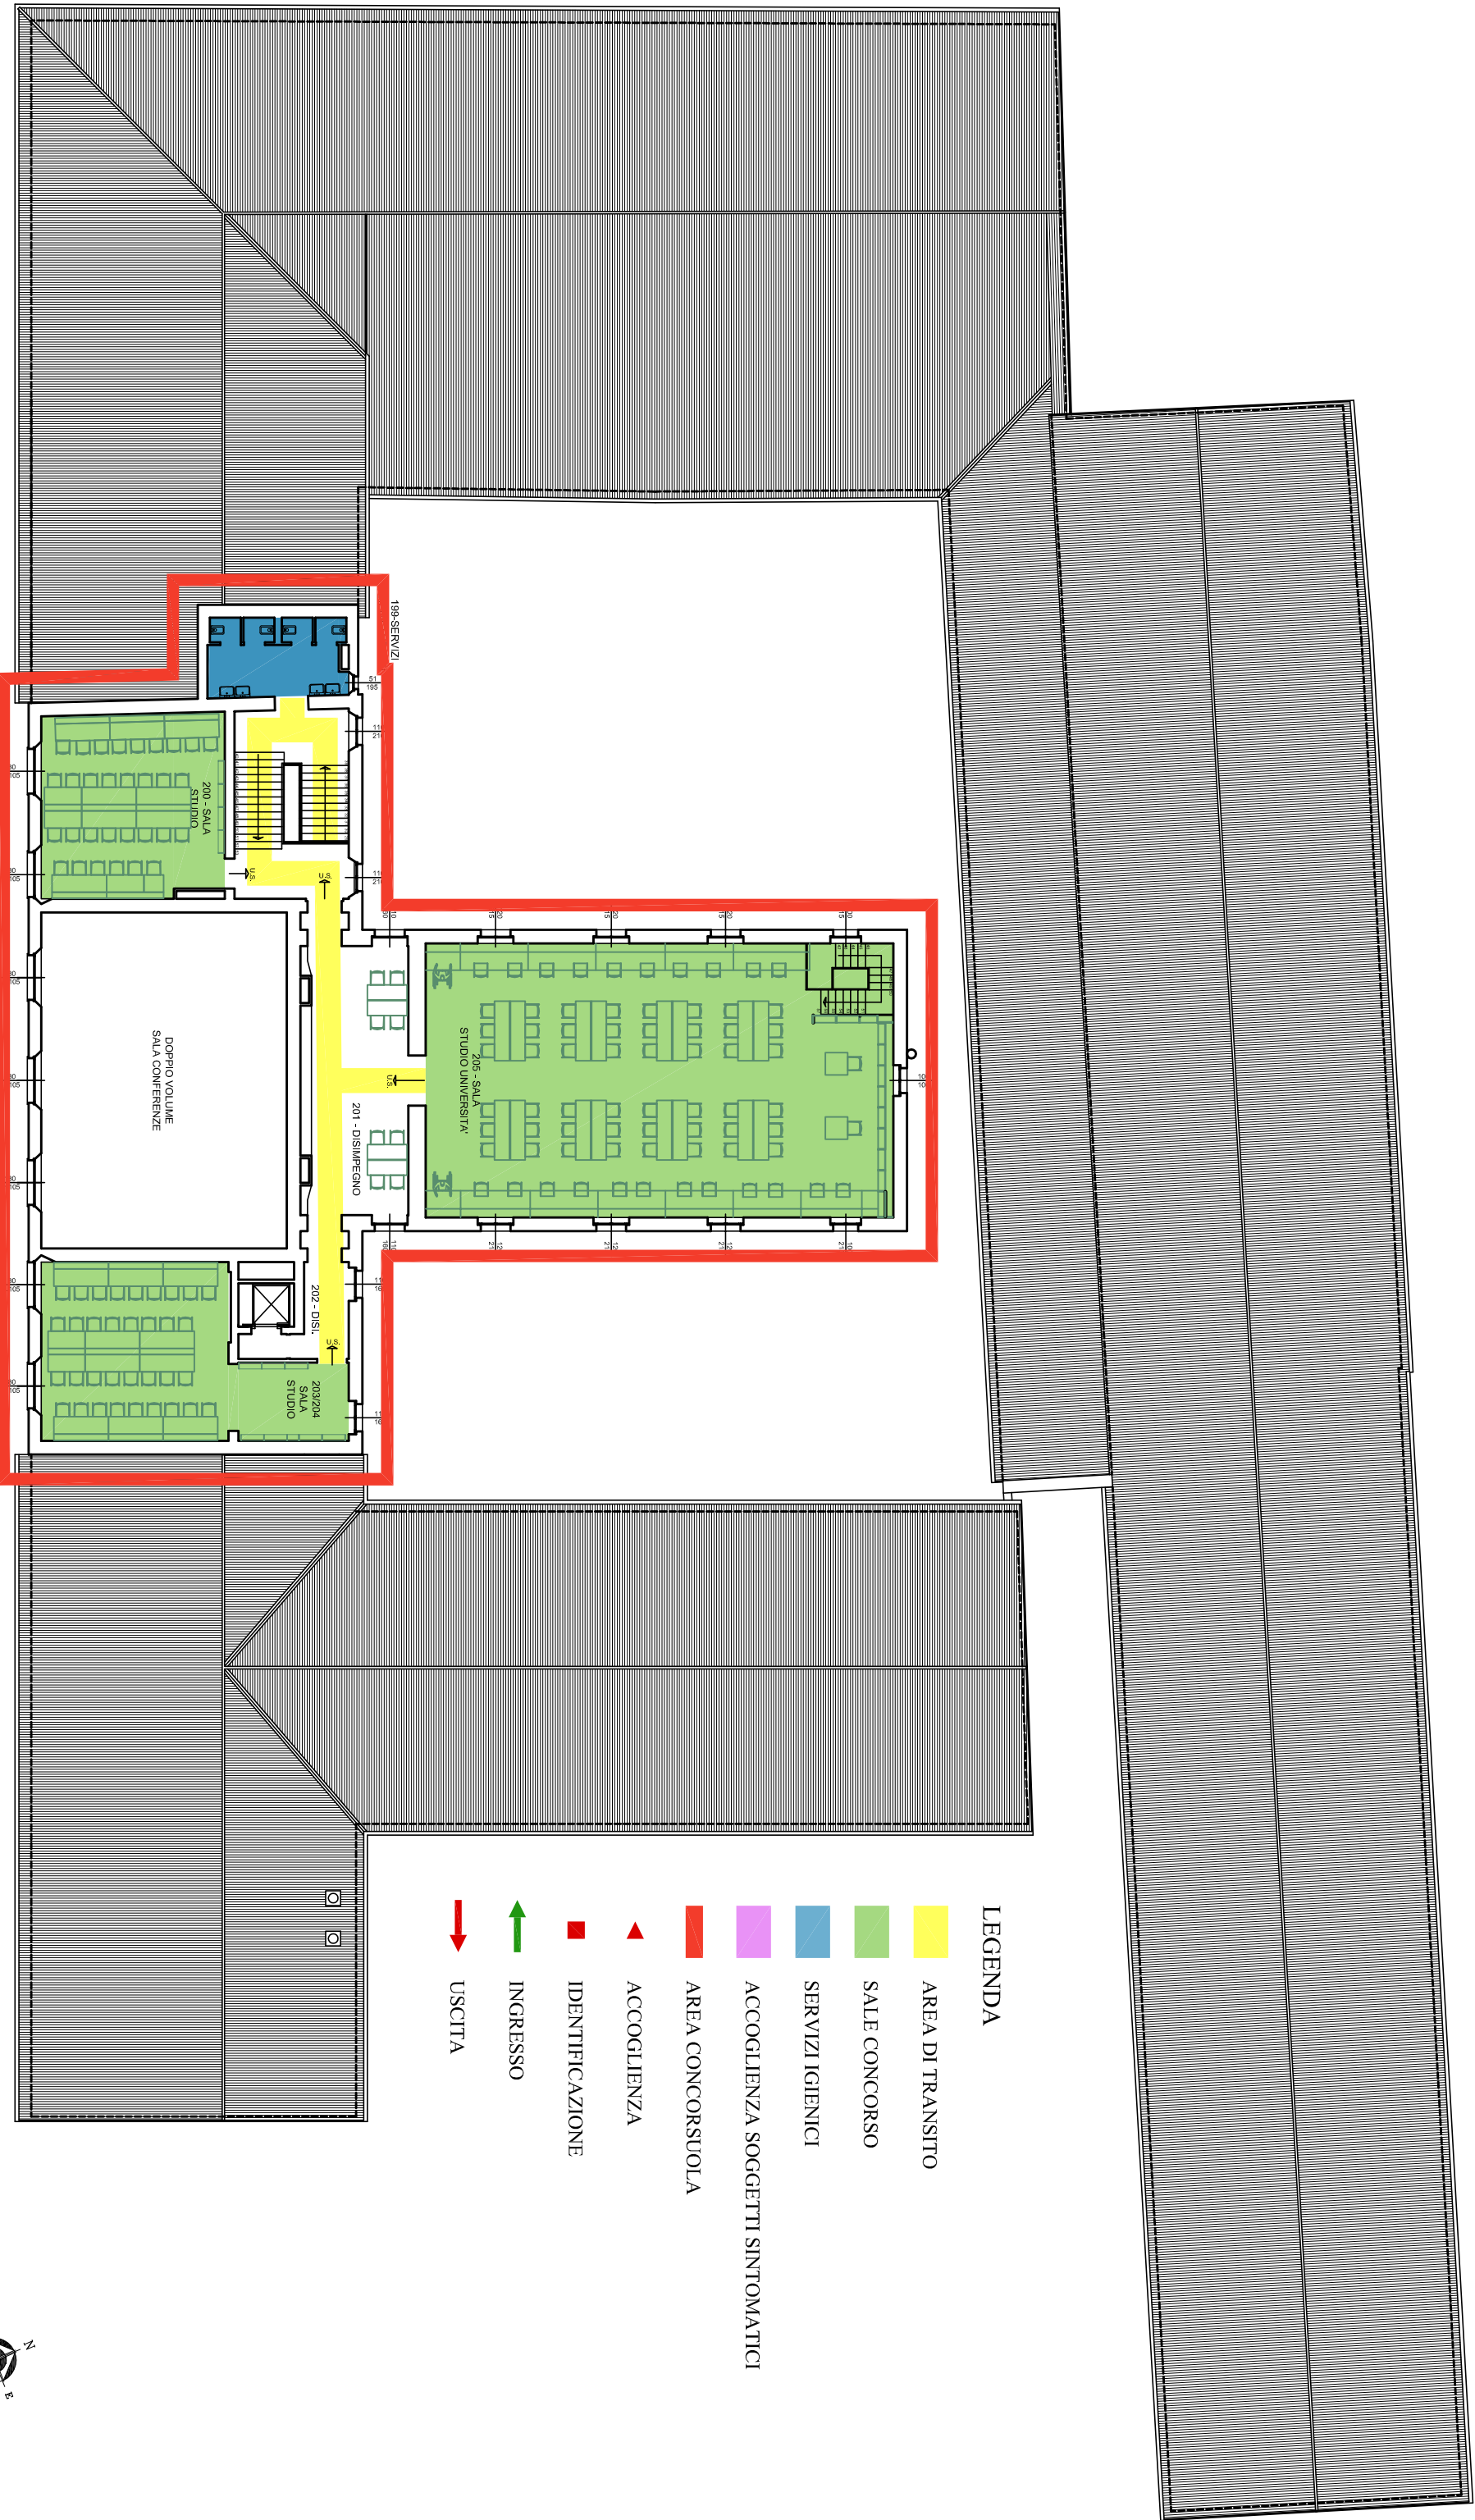 199-SERVIZI
51
195
200 - SALA
STUDIO
U.S.
U.S.
205 - SALA
STUDIO UNIVERSITA'
U.S.
DOPPIO VOLUME
SALA CONFERENZE
201 - DISIMPEGNO
202 - DISI.
U.S.
203/204
SALA
STUDIO
LEGENDA
AREA DI TRANSITO
SALE CONCORSO
SERVIZI IGIENICI
ACCOGLIENZA SOGGETTI SINTOMATICI
AREA CONCORSUOLA
ACCOGLIENZA
IDENTIFICAZIONE
INGRESSO
USCITA
N
E